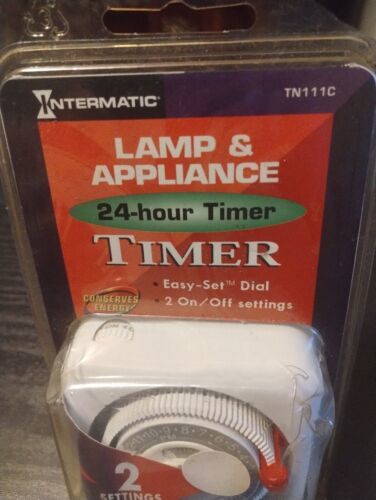 INTERMATIC®
TN111C
LAMP &
APPLIANCE
24-hour Timer
TIMER
• Easy-Set™ Dial
• 2 On/Off settings
CONSERVES
ENERGY
2
SETTINGS